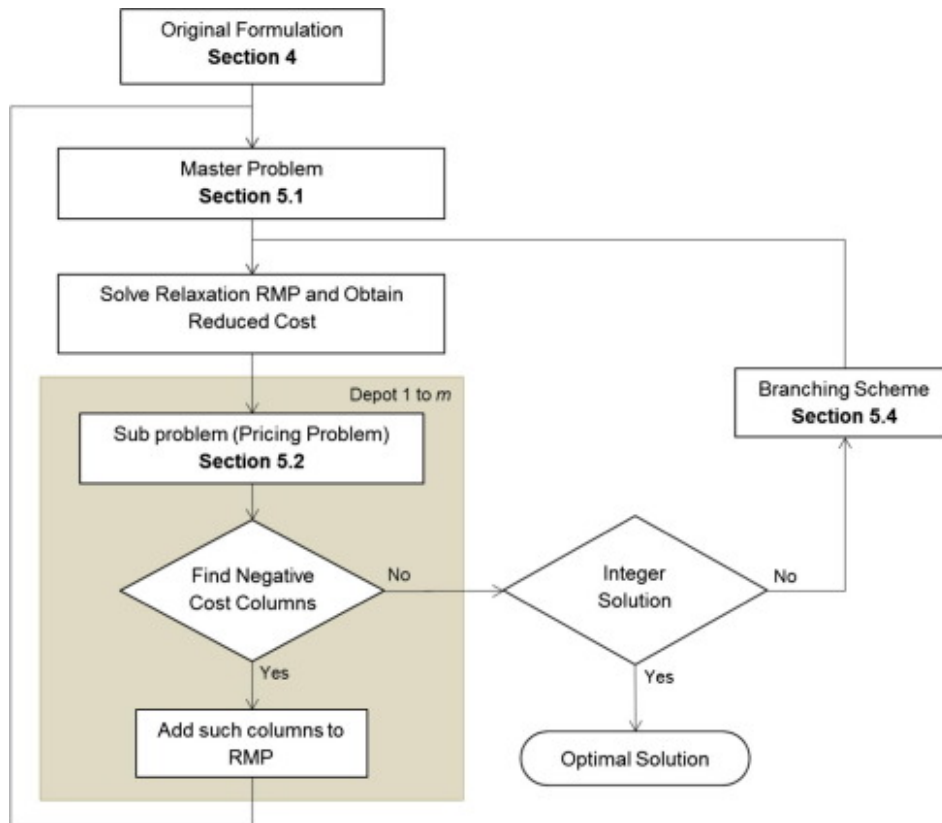 Original Formulation
Section 4
Master Problem
Section 5.1
Solve Relaxation RMP and Obtain
Reduced Cost
Depot 1 to m
Sub problem (Pricing Problem)
Section 5.2
Branching Scheme
Section 5.4
Find Negative
Cost Columns
No
Integer
Solution
No
Yes
Yes
Add such columns to
RMP
Optimal Solution